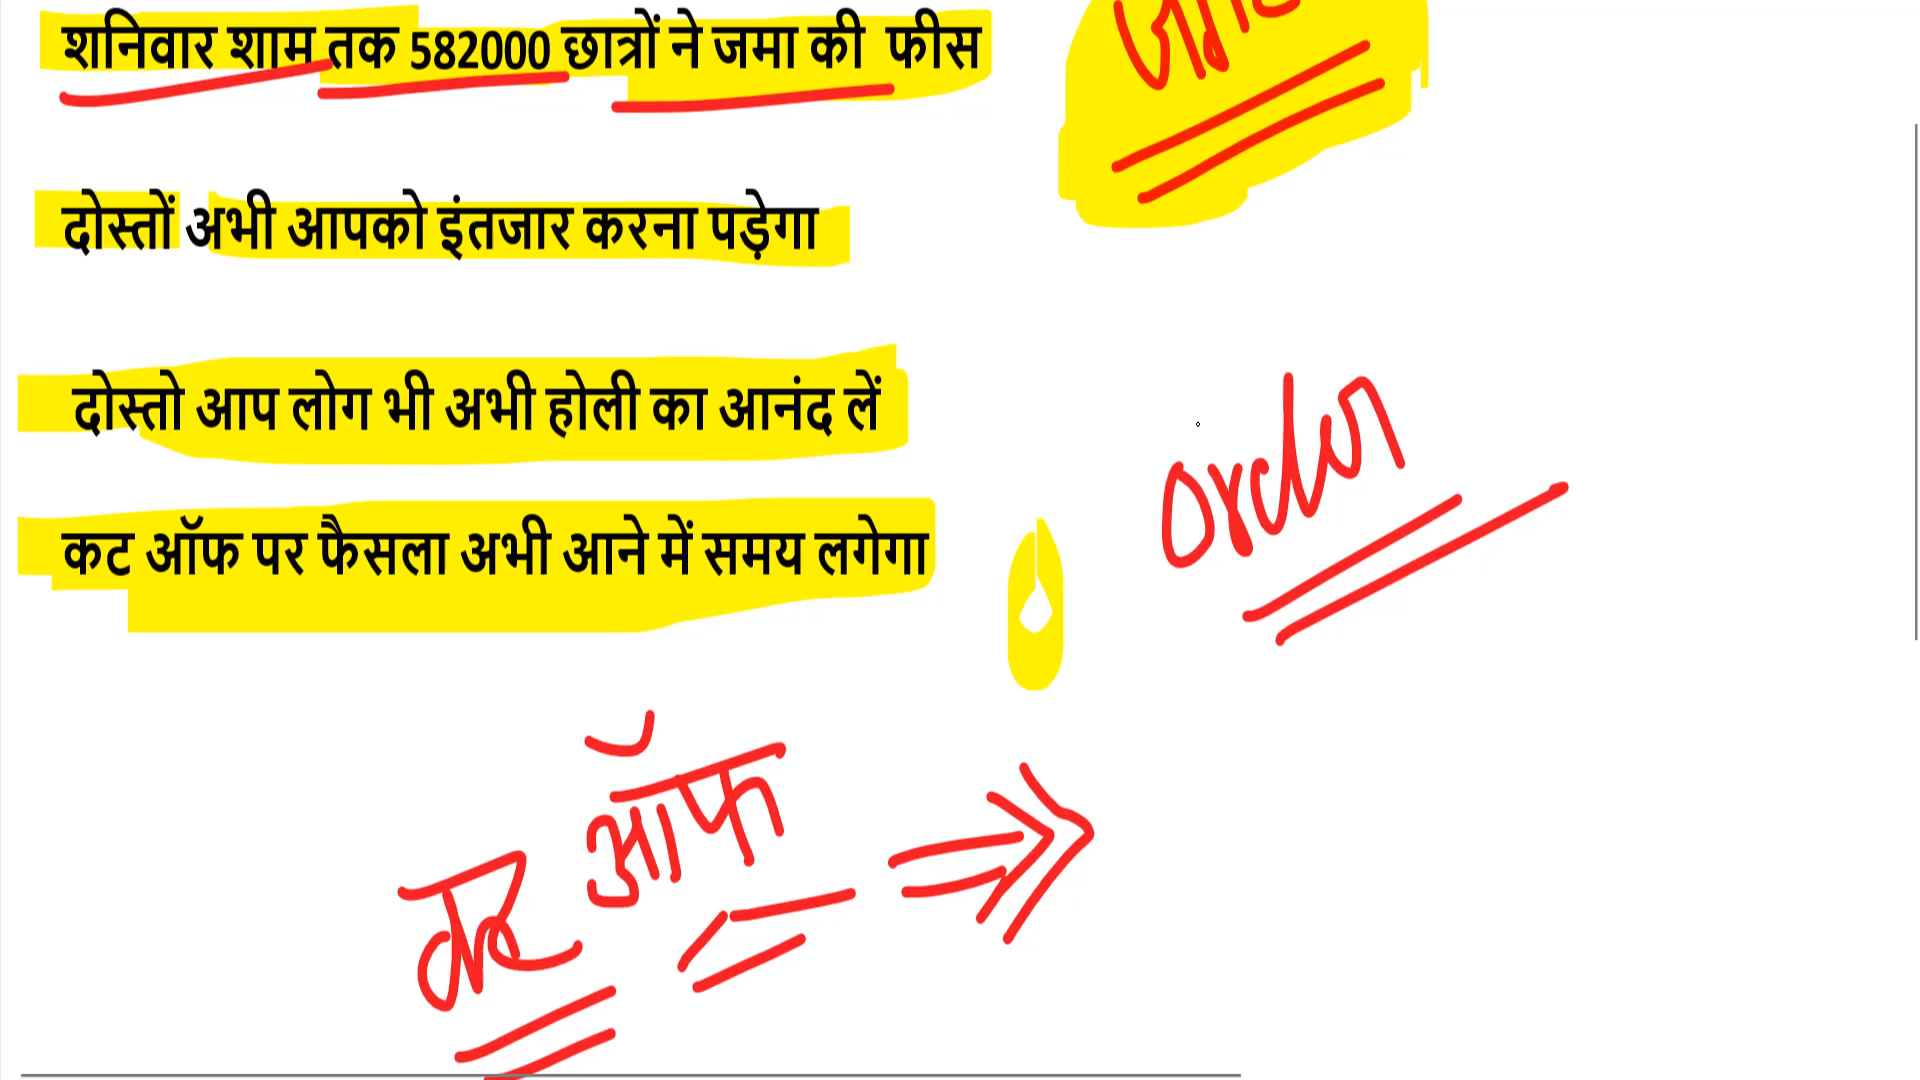 शनिवार शाम तक 582000 छात्रों ने जमा की फीस
दोस्तों अभी आपको इंतजार करना पड़ेगा
दोस्तो आप लोग भी अभी होली का आनंद लें
order
कट ऑफ पर फैसला अभी आने में समय लगेगा
कट ऑफ